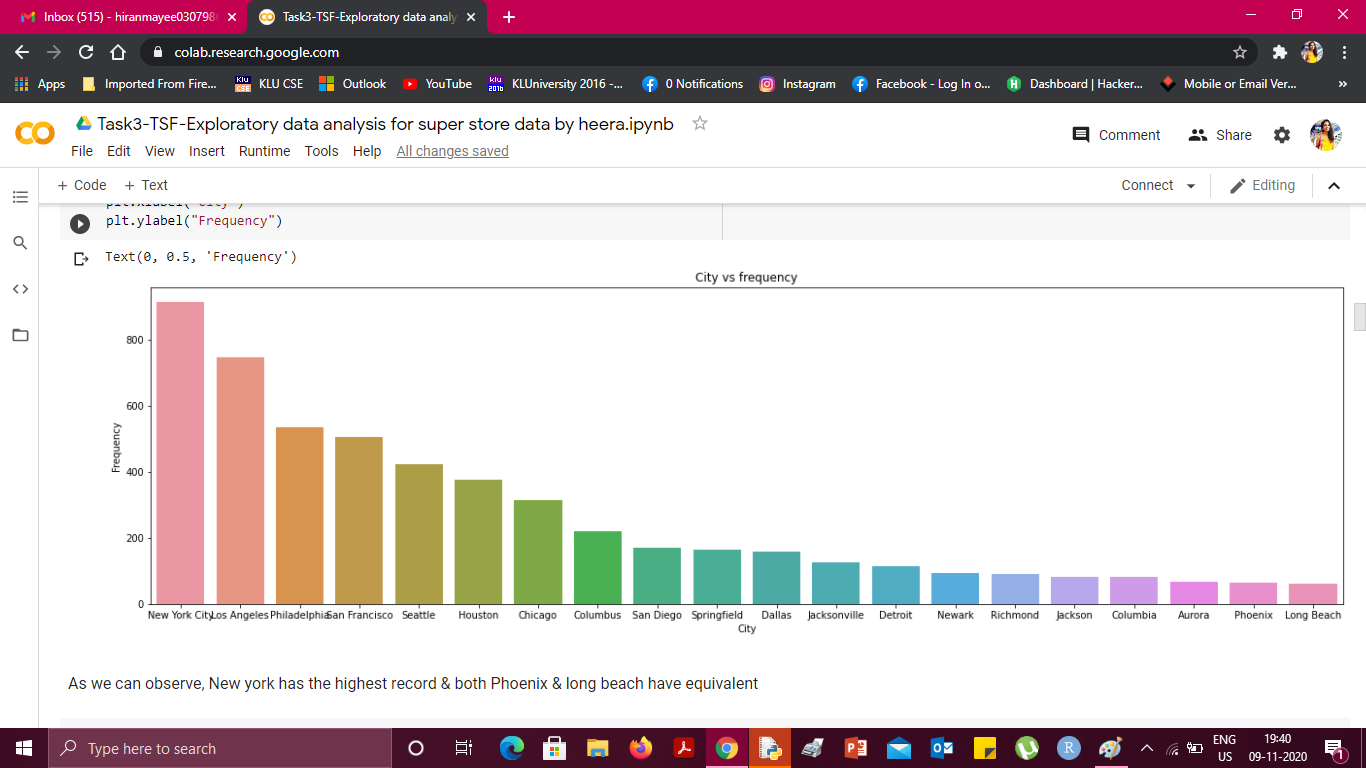 Inbox (515) - hiranmayee030798
Task3-TSF-Exploratory data analy
colab.research.google.com
Apps Imported From Fire... KLU CSE Outlook YouTube KLUniversity 2016 -... 0 Notifications Instagram Facebook - Log In o... Dashboard | Hacker... Mobile or Email Ver... »
Task3-TSF-Exploratory data analysis for super store data by heera.ipynb
Comment Share
File Edit View Insert Runtime Tools Help All changes saved
+ Code + Text Connect Editing
plt.xlabel("City")
plt.ylabel("Frequency")
Text(0, 0.5, 'Frequency')
City vs frequency
800
600
400
200
0
Frequency
New York City Los Angeles Philadelphia San Francisco Seattle Houston Chicago Columbus San Diego Springfield Dallas Jacksonville Detroit Newark Richmond Jackson Columbia Aurora Phoenix Long Beach
City
As we can observe, New york has the highest record & both Phoenix & long beach have equivalent
Type here to search
ENG 19:40
US 09-11-2020
1